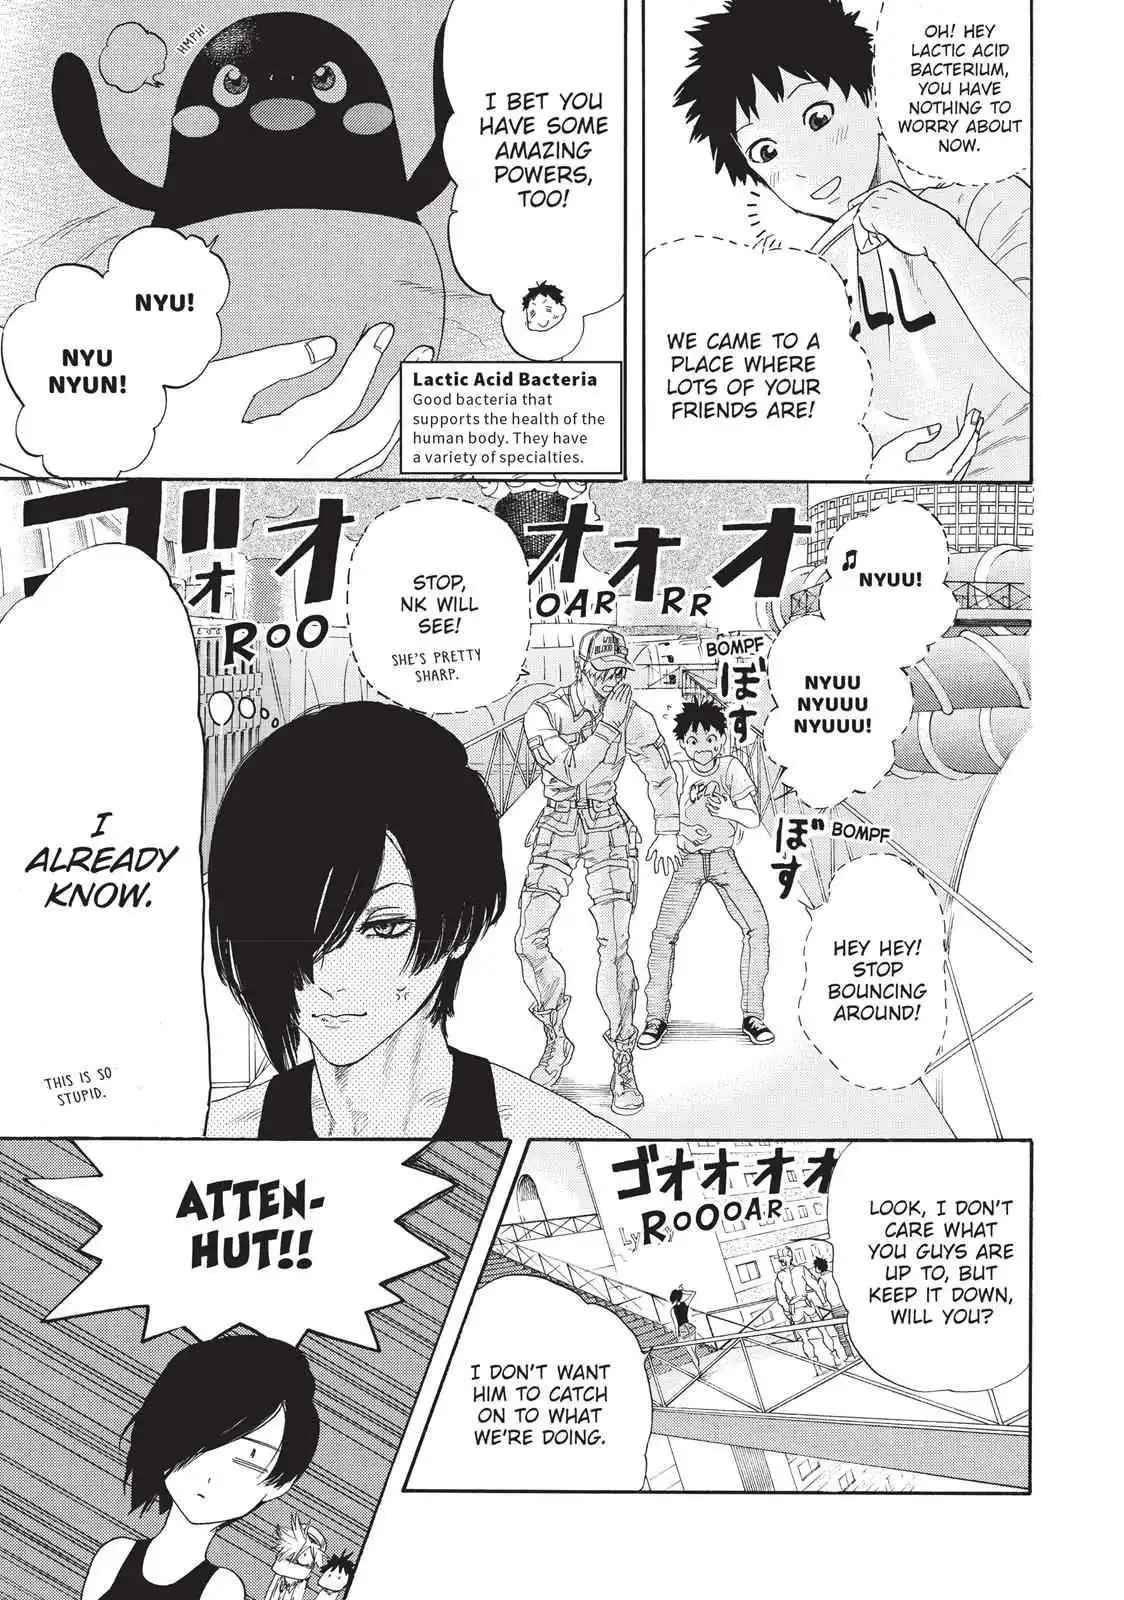 OH! HEY
LACTIC ACID
BACTERIUM,
YOU HAVE
NOTHING TO
WORRY ABOUT
NOW.
ELL
WE CAME TO A
PLACE WHERE
LOTS OF YOUR
FRIENDS ARE!
I BET YOU
HAVE SOME
AMAZING
POWERS,
TOO!
HMPH!
NYU!
NYU
NYUN!
Lactic Acid Bacteria
Good bacteria that
supports the health of the
human body. They have
a variety of specialties.
♫
NYUU!
NYUU
NYUUU
NYUUU!
BOMPF
ぼす
BOMPF
ぼす
HEY HEY!
STOP
BOUNCING
AROUND!
ゴォオオォオ
ROOOARRR
BLOOD
STOP,
NK WILL
SEE!
SHE'S PRETTY
SHARP.
I
ALREADY
KNOW.
THIS IS SO
STUPID.
ゴオオオオ
ROOOAR
LOOK, I DON'T
CARE WHAT
YOU GUYS ARE
UP TO, BUT
KEEP IT DOWN,
WILL YOU?
I DON'T WANT
HIM TO CATCH
ON TO WHAT
WE'RE DOING.
ATTEN-
HUT!!